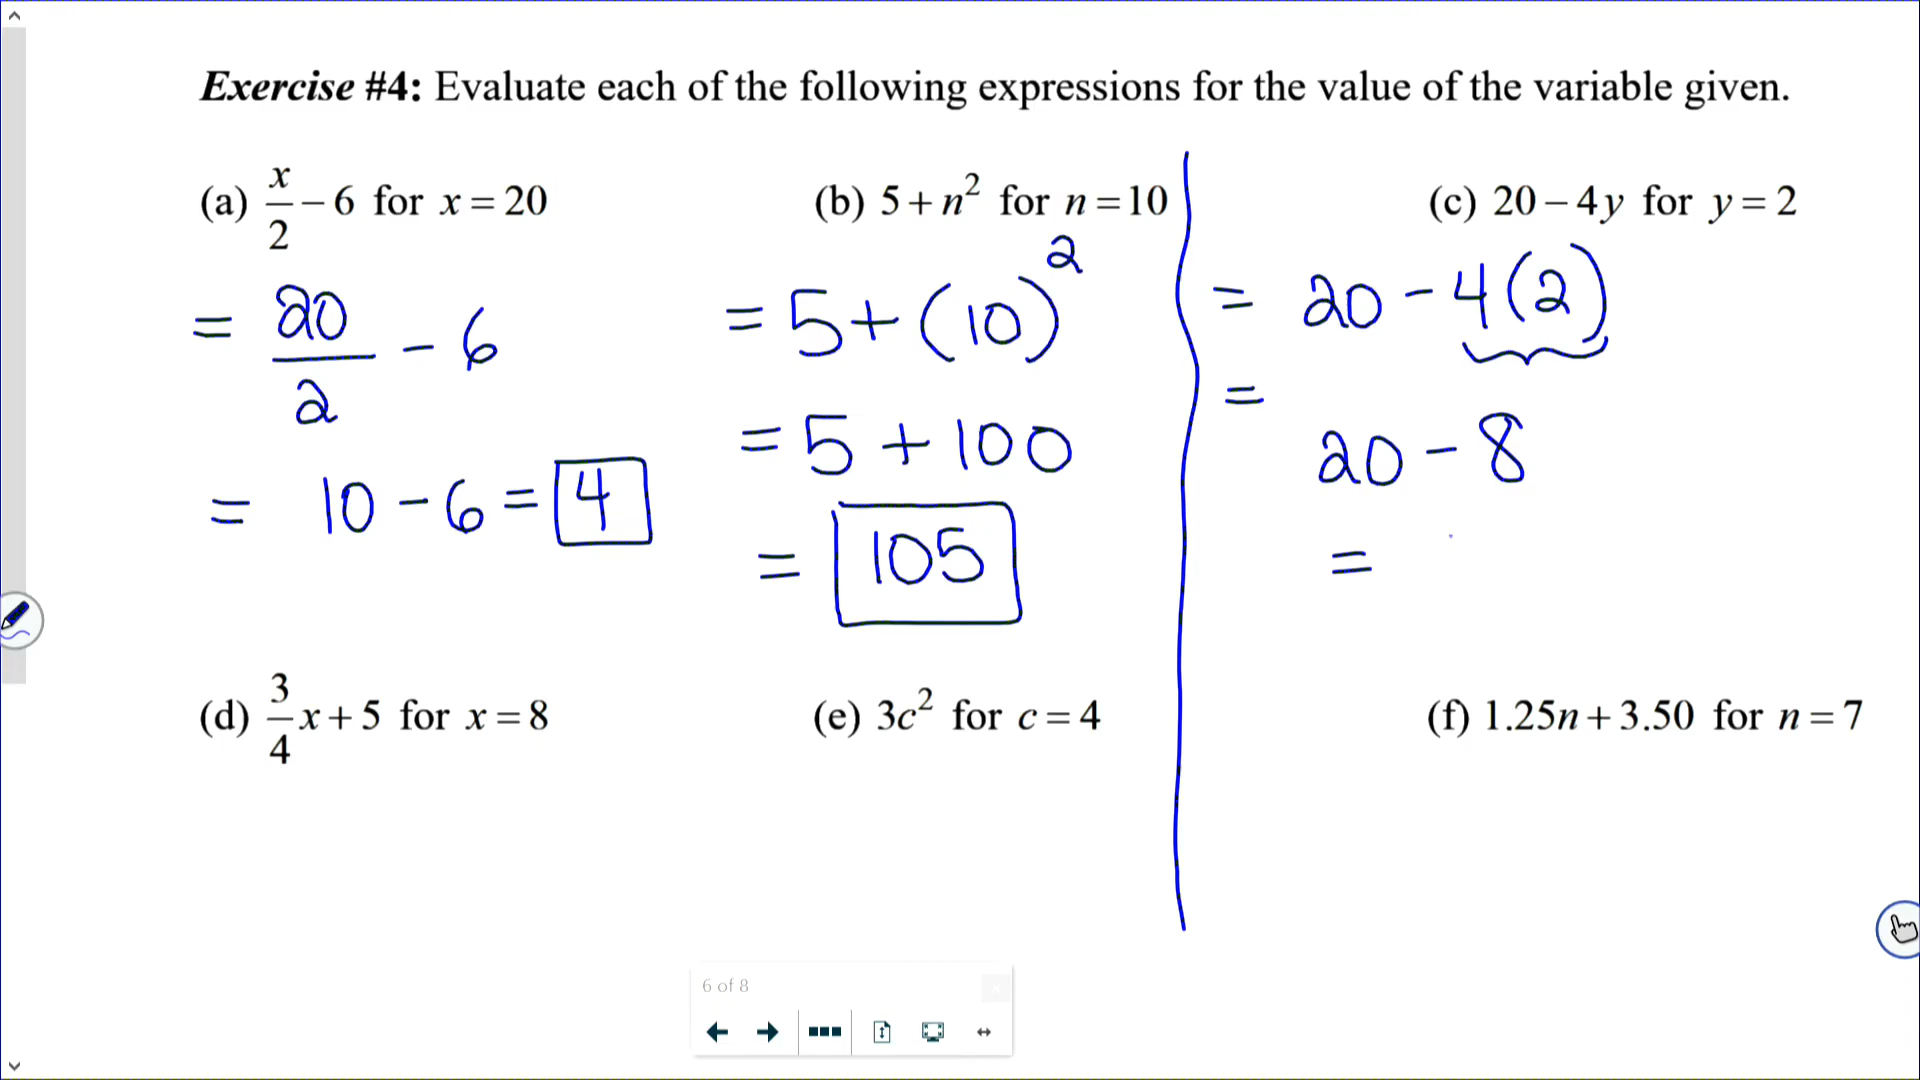 Exercise #4: Evaluate each of the following expressions for the value of the variable given.
(a) x/2 − 6 for x = 20
= 20/2 − 6
= 10 − 6 = 4
(b) 5 + n² for n = 10
= 5 + (10)²
= 5 + 100
= 105
(c) 20 − 4y for y = 2
= 20 − 4(2)
=
20 − 8
=
(d) 3/4 x + 5 for x = 8
(e) 3c² for c = 4
(f) 1.25n + 3.50 for n = 7
6 of 8